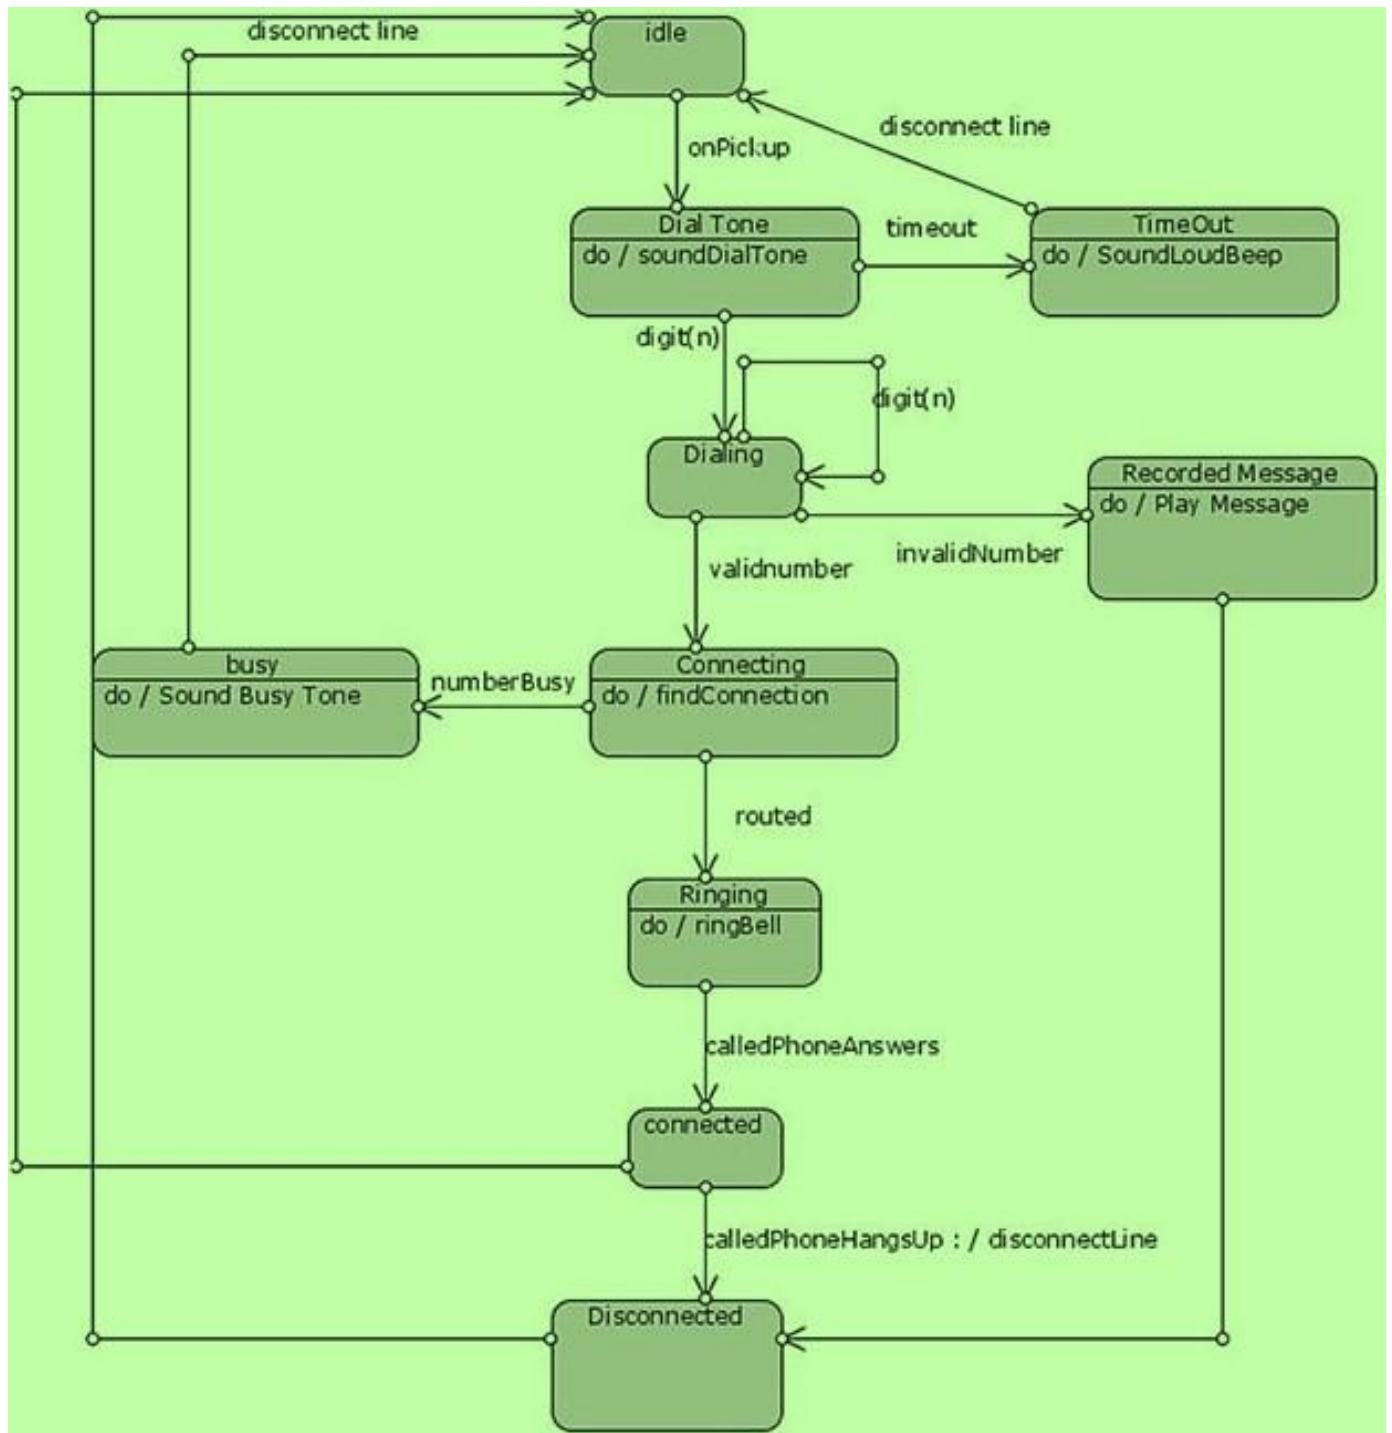 idle
disconnect line
disconnect line
onPickup
Dial Tone
do / soundDialTone
timeout
TimeOut
do / SoundLoudBeep
digit(n)
digit(n)
Dialing
Recorded Message
do / Play Message
invalidNumber
validnumber
busy
do / Sound Busy Tone
numberBusy
Connecting
do / findConnection
routed
Ringing
do / ringBell
calledPhoneAnswers
connected
calledPhoneHangsUp : / disconnectLine
Disconnected